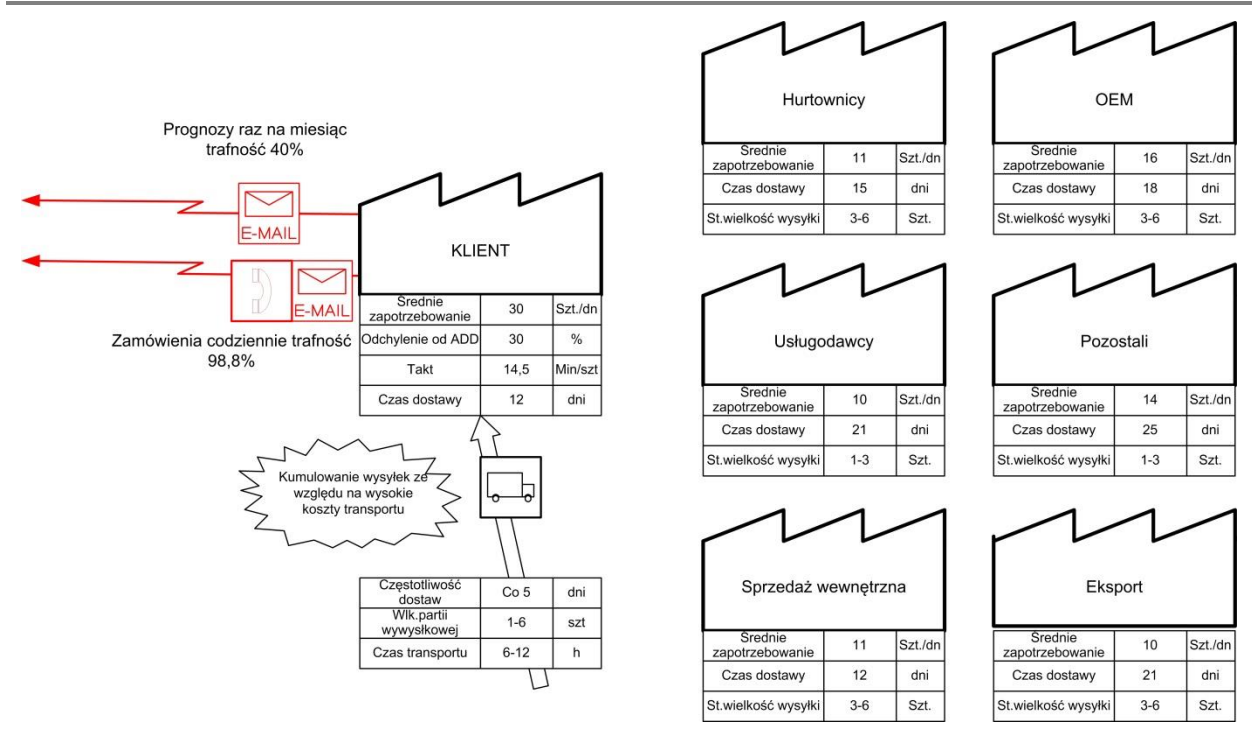 Prognozy raz na miesiąc
trafność 40%
E-MAIL
E-MAIL
Zamówienia codziennie trafność
98,8%
KLIENT
Średnie
zapotrzebowanie 30 Szt./dn
Odchylenie od ADD 30 %
Takt 14,5 Min/szt
Czas dostawy 12 dni
Kumulowanie wysyłek ze
względu na wysokie
koszty transportu
Częstotliwość
dostaw Co 5 dni
Wlk.partii
wywysłkowej 1-6 szt
Czas transportu 6-12 h
Hurtownicy
Średnie
zapotrzebowanie 11 Szt./dn
Czas dostawy 15 dni
St.wielkość wysyłki 3-6 Szt.
OEM
Średnie
zapotrzebowanie 16 Szt./dn
Czas dostawy 18 dni
St.wielkość wysyłki 3-6 Szt.
Usługodawcy
Średnie
zapotrzebowanie 10 Szt./dn
Czas dostawy 21 dni
St.wielkość wysyłki 1-3 Szt.
Pozostali
Średnie
zapotrzebowanie 14 Szt./dn
Czas dostawy 25 dni
St.wielkość wysyłki 1-3 Szt.
Sprzedaż wewnętrzna
Średnie
zapotrzebowanie 11 Szt./dn
Czas dostawy 12 dni
St.wielkość wysyłki 3-6 Szt.
Eksport
Średnie
zapotrzebowanie 10 Szt./dn
Czas dostawy 21 dni
St.wielkość wysyłki 3-6 Szt.